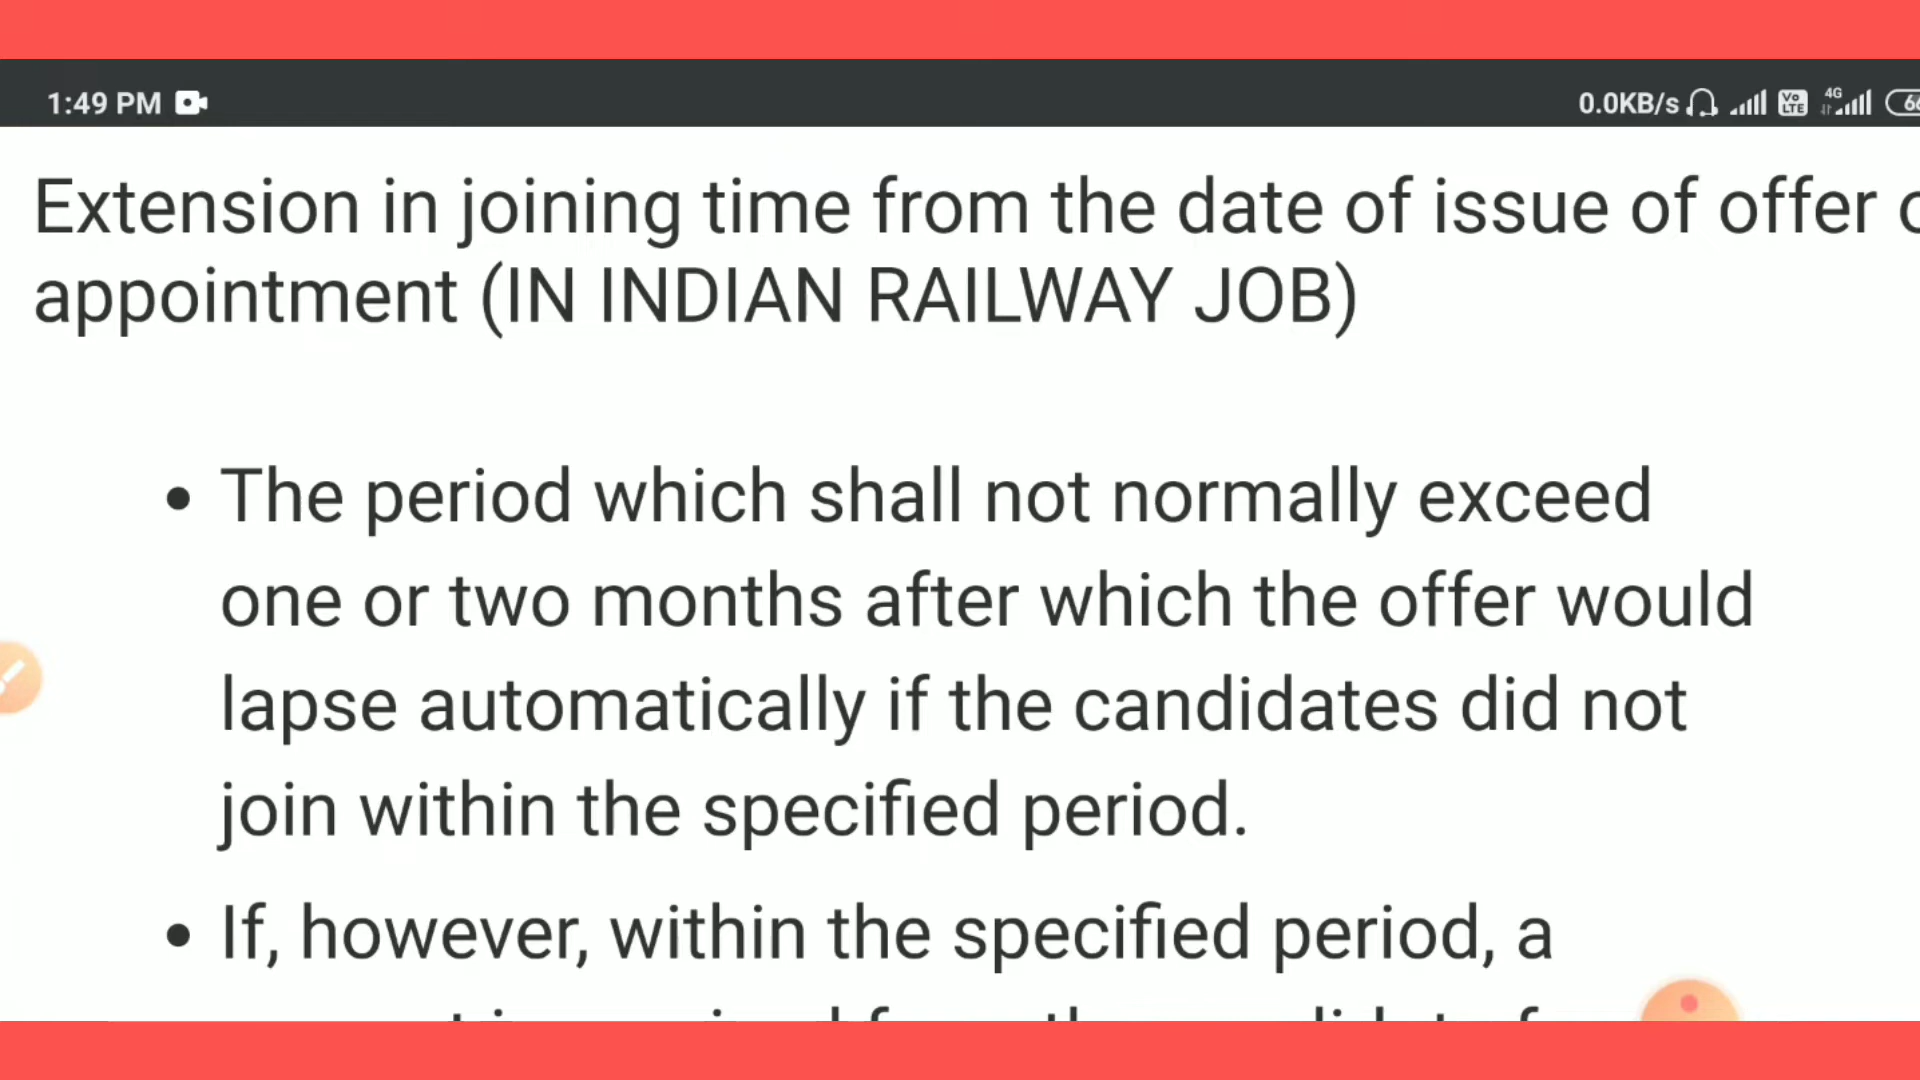 1:49 PM
0.0KB/s
Vo LTE
4G
Extension in joining time from the date of issue of offer
appointment (IN INDIAN RAILWAY JOB)
• The period which shall not normally exceed
one or two months after which the offer would
lapse automatically if the candidates did not
join within the specified period.
• If, however, within the specified period, a